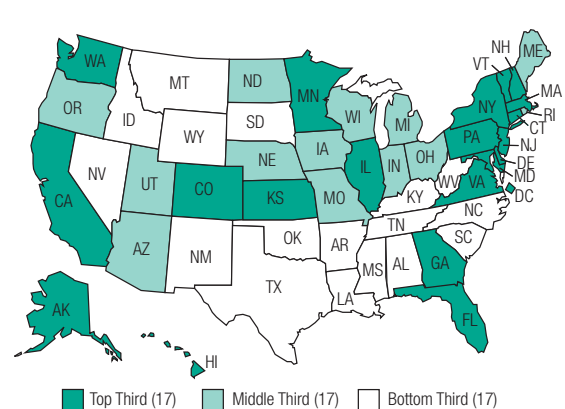 NH
ME
VT
WA
MT
ND
MN
MA
OR
ID
SD
WI
MI
NY
RI
CT
WY
IA
PA
NJ
NE
OH
DE
NV
UT
CO
IL
IN
MD
WV
VA
DC
CA
KS
MO
KY
NC
TN
AZ
NM
OK
AR
SC
MS
AL
GA
TX
LA
AK
FL
HI
Top Third (17)
Middle Third (17)
Bottom Third (17)